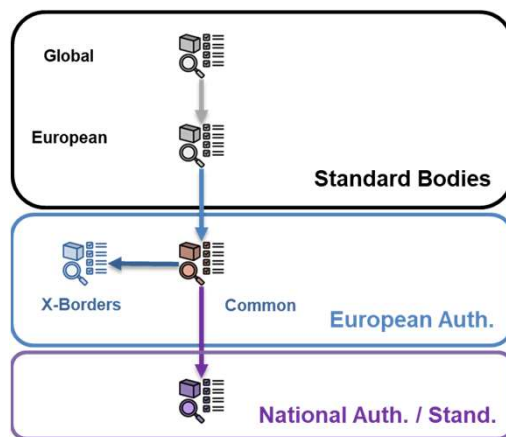 Global
European
Standard Bodies
X-Borders
Common
European Auth.
National Auth. / Stand.